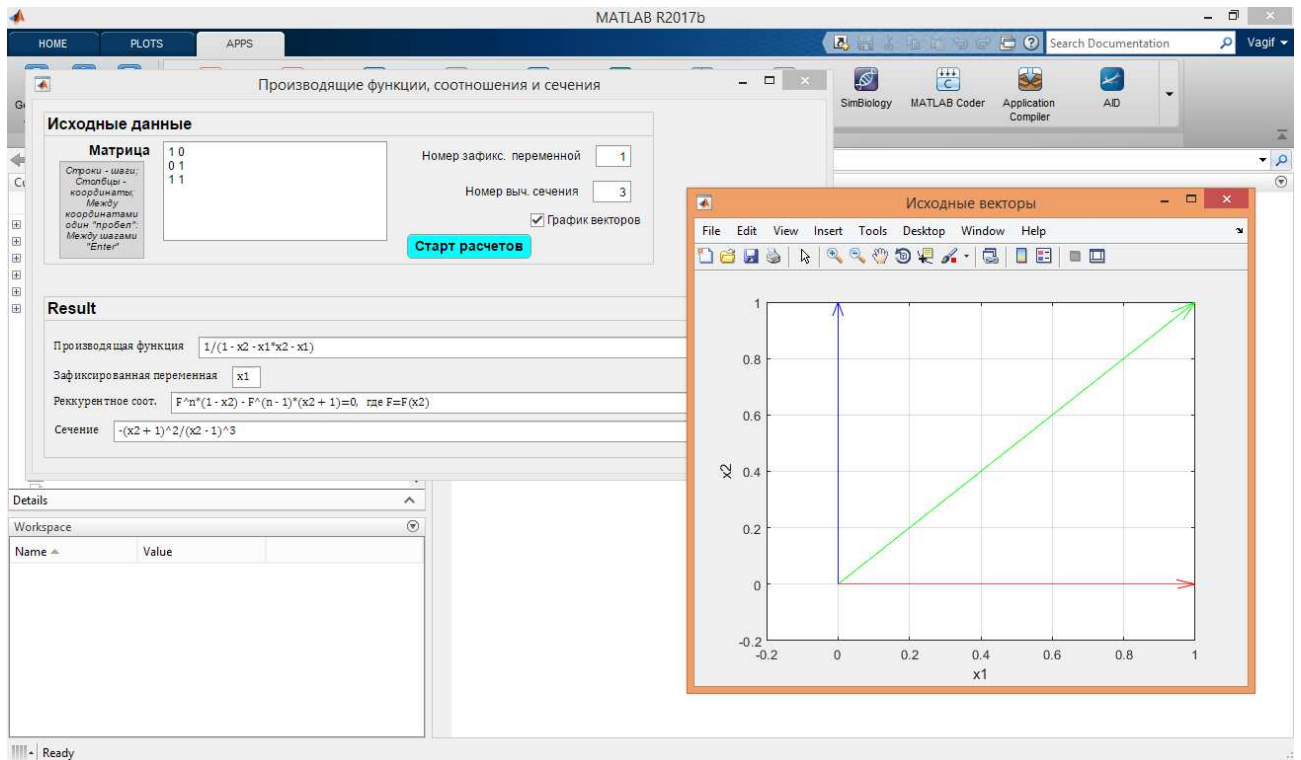 MATLAB R2017b
HOME PLOTS APPS Search Documentation Vagif
SimBiology MATLAB Coder Application Compiler AID
Производящие функции, соотношения и сечения
Исходные данные
Матрица
Строки - шаги;
Столбцы -
координаты;
Между
координатами
один "пробел":
Между шагами
"Enter"
1 0
0 1
1 1
Номер зафикс. переменной 1
Номер выч. сечения 3
График векторов
Старт расчетов
Result
Производящая функция 1/(1 - x2 - x1*x2 - x1)
Зафиксированная переменная x1
Реккурентное соот. F^n*(1 - x2) - F^(n - 1)*(x2 + 1)=0, где F=F(x2)
Сечение -(x2 + 1)^2/(x2 - 1)^3
Исходные векторы
File Edit View Insert Tools Desktop Window Help
1
0.8
0.6
0.4
0.2
0
-0.2
x2
-0.2 0 0.2 0.4 0.6 0.8 1
x1
Details
Workspace
Name Value
Ready